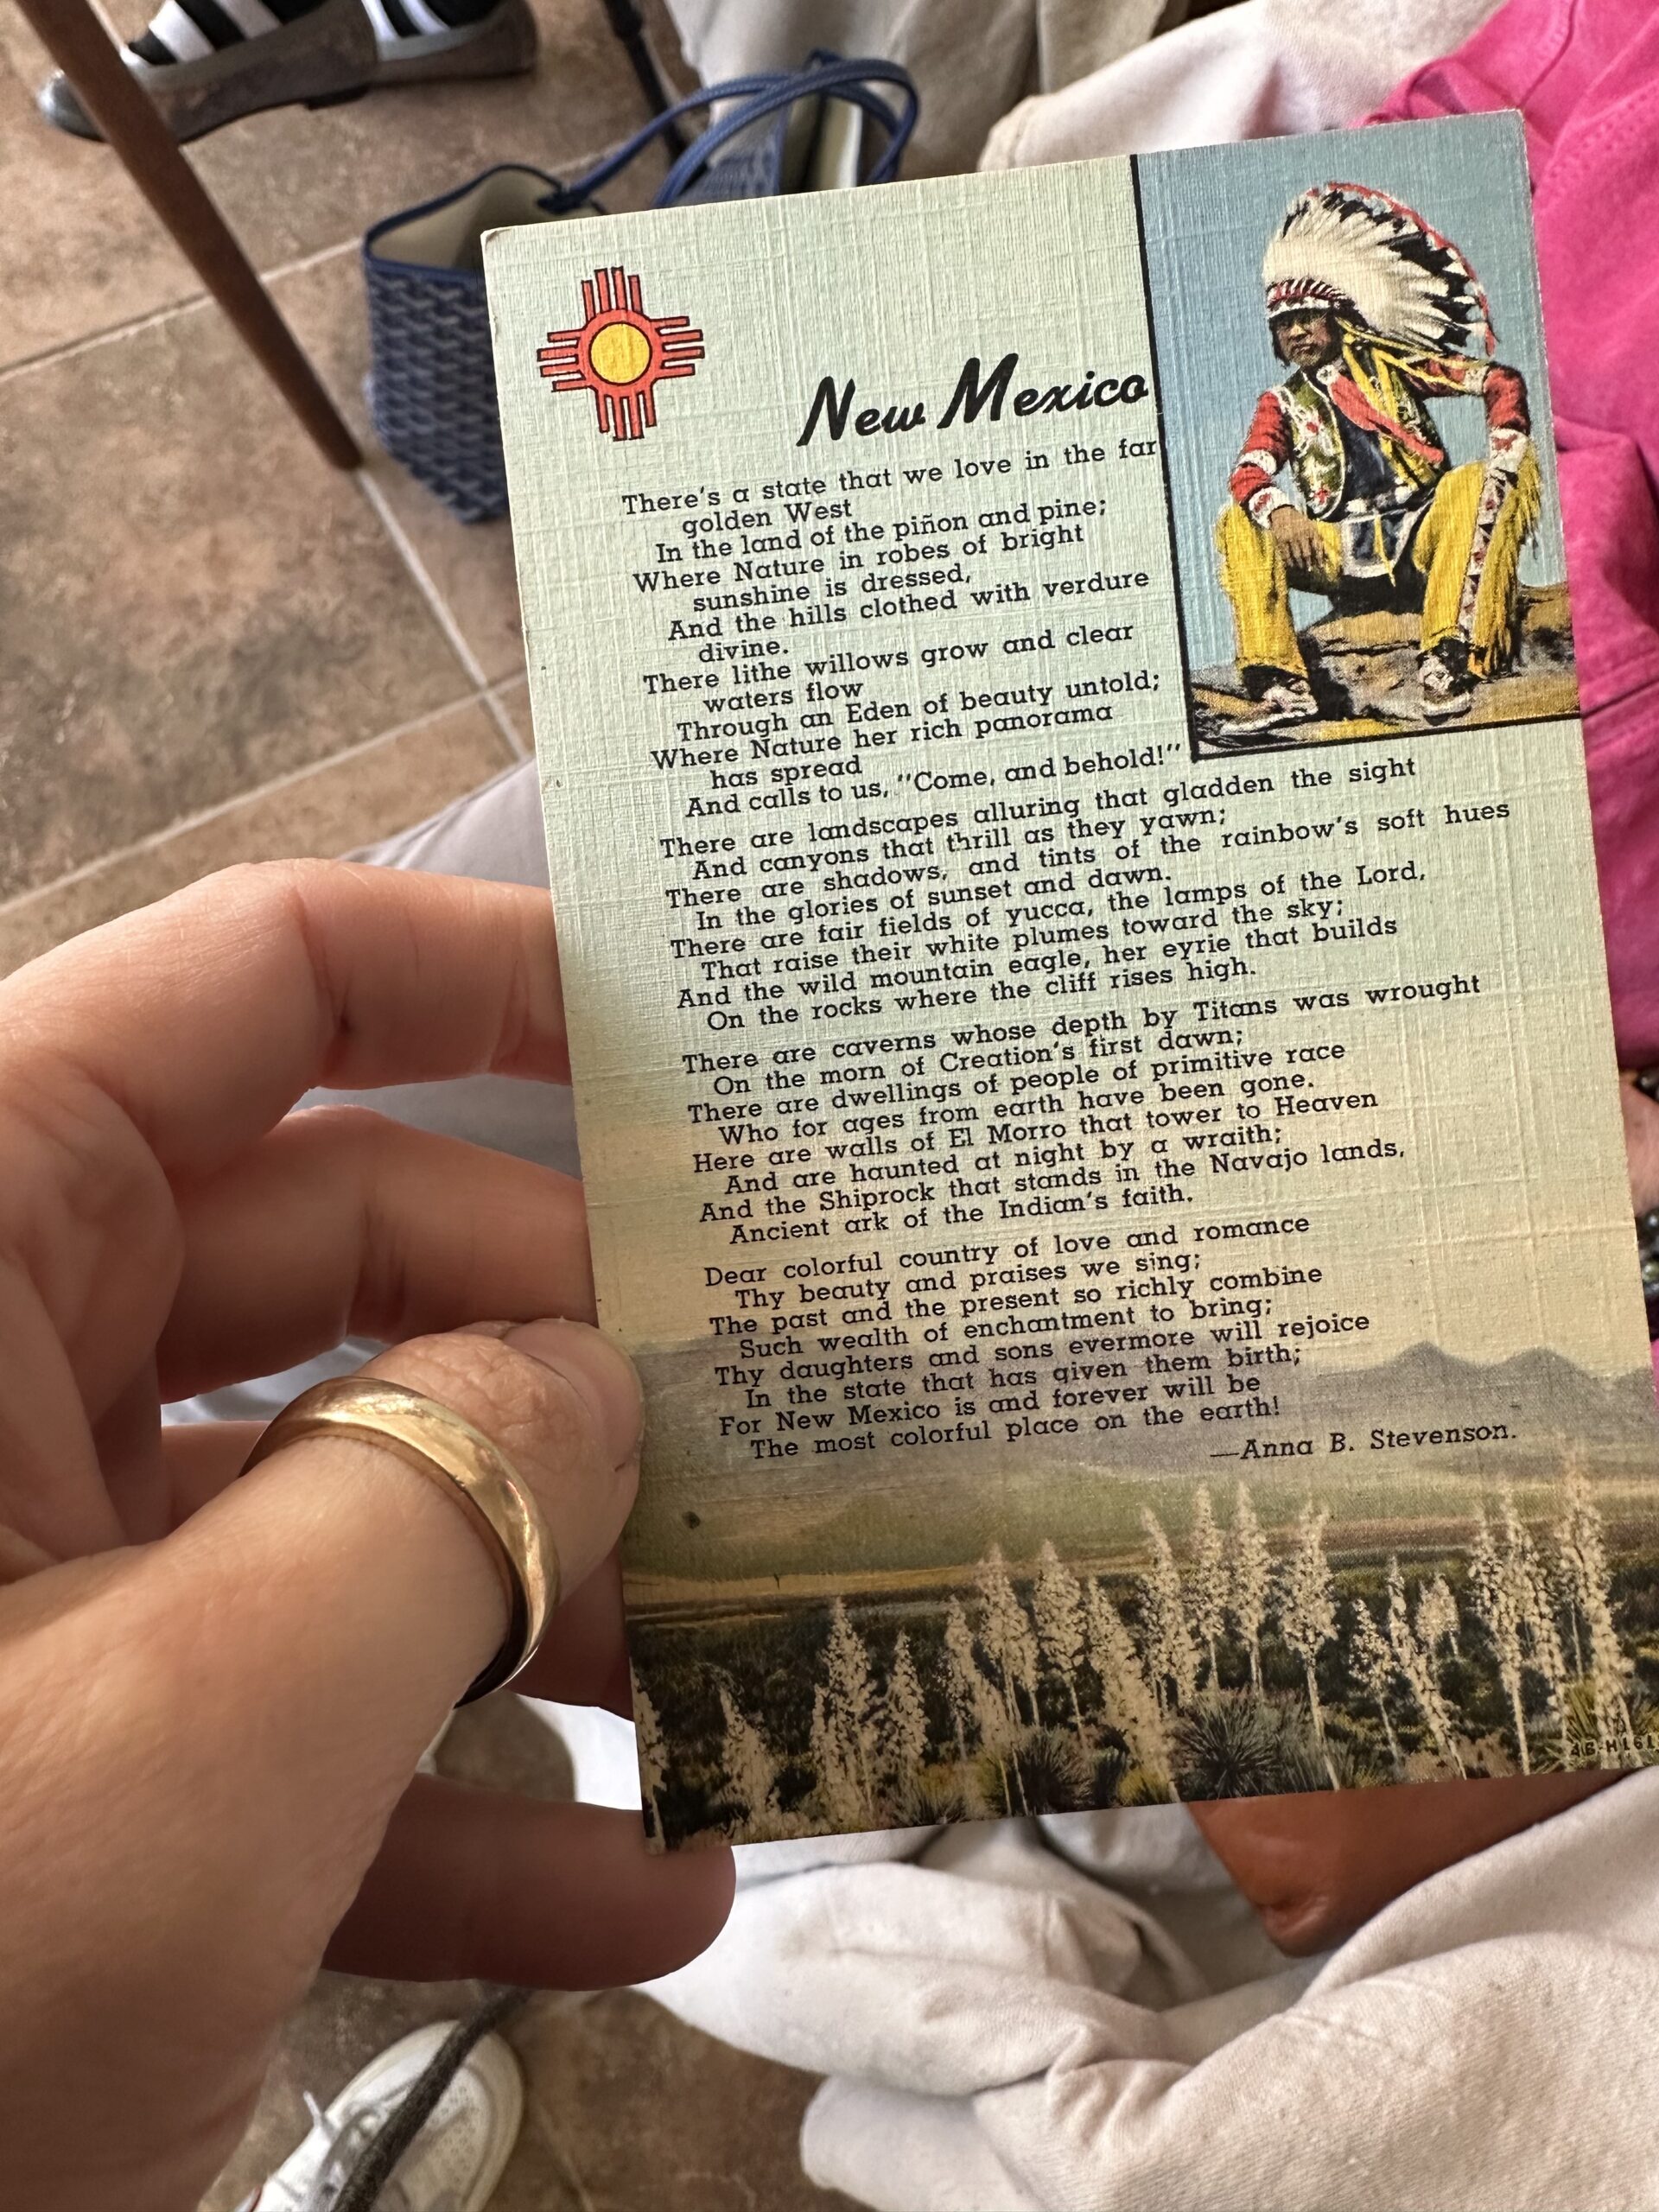 New Mexico
There's a state that we love in the far
golden West
In the land of the piñon and pine;
Where Nature in robes of bright
sunshine is dressed,
And the hills clothed with verdure
divine.
There lithe willows grow and clear
waters flow
Through an Eden of beauty untold;
Where Nature her rich panorama
has spread
And calls to us, "Come, and behold!"
There are landscapes alluring that gladden the sight
And canyons that thrill as they yawn;
There are shadows, and tints of the rainbow's soft hues
In the glories of sunset and dawn.
There are fair fields of yucca, the lamps of the Lord,
That raise their white plumes toward the sky;
And the wild mountain eagle, her eyrie that builds
On the rocks where the cliff rises high.
There are caverns whose depth by Titans was wrought
On the morn of Creation's first dawn;
There are dwellings of people of primitive race
Who for ages from earth have been gone.
Here are walls of El Morro that tower to Heaven
And are haunted at night by a wraith;
And the Shiprock that stands in the Navajo lands,
Ancient ark of the Indian's faith.
Dear colorful country of love and romance
Thy beauty and praises we sing;
The past and the present so richly combine
Such wealth of enchantment to bring;
Thy daughters and sons evermore will rejoice
In the state that has given them birth;
For New Mexico is and forever will be
The most colorful place on the earth!
—Anna B. Stevenson.